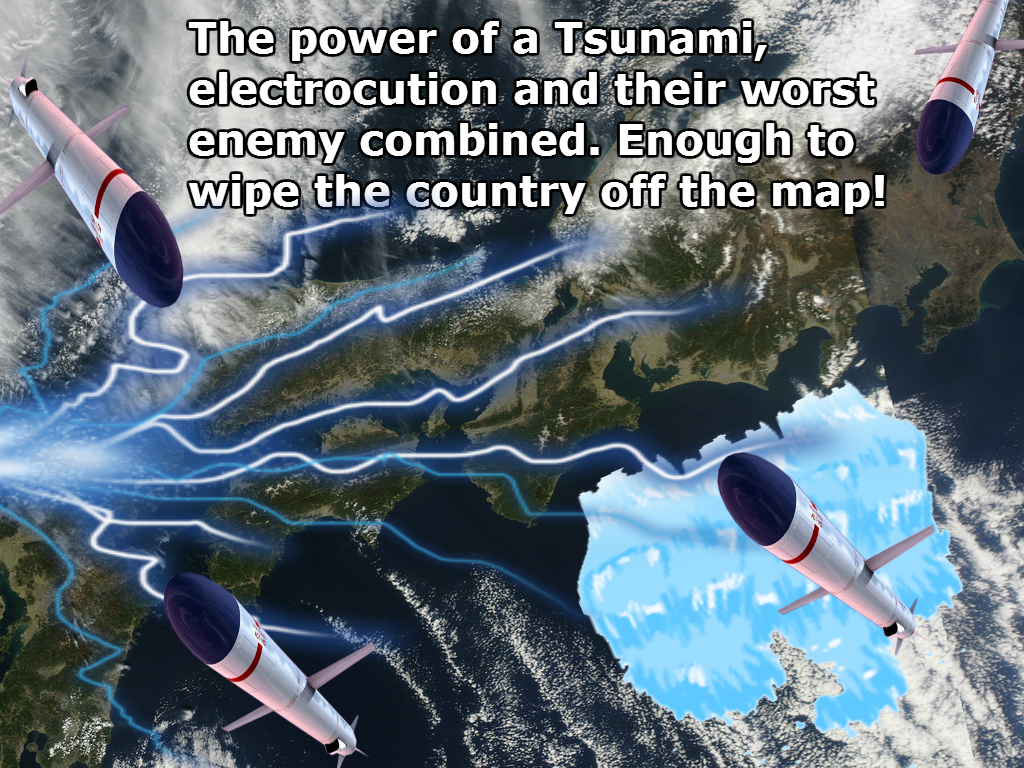 The power of a Tsunami,
electrocution and their worst
enemy combined. Enough to
wipe the country off the map!